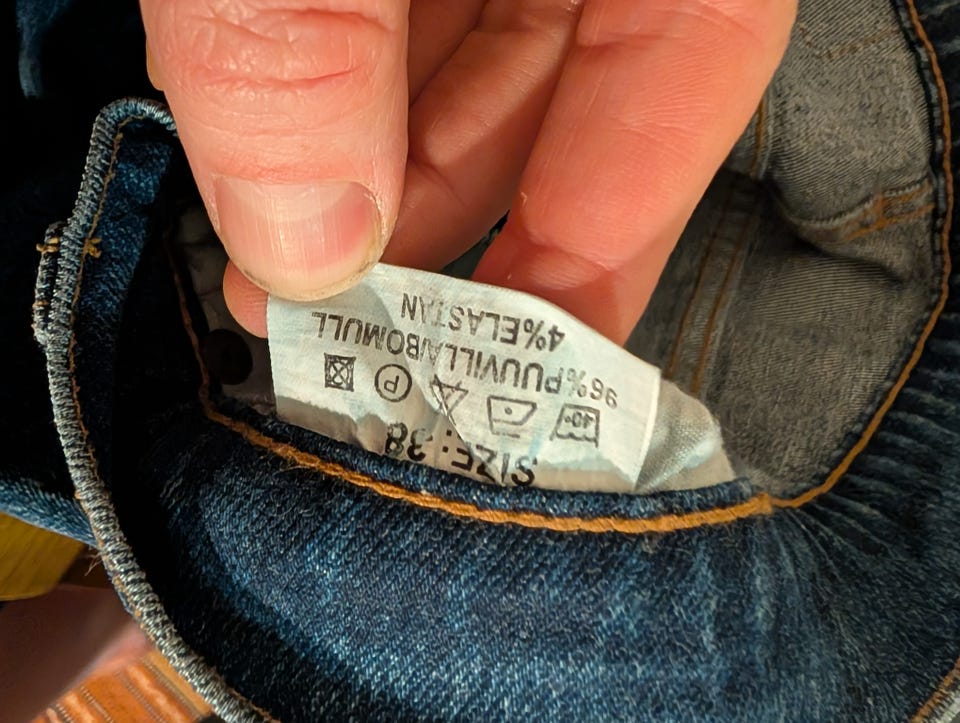 SIZE: 38
40° P
96%PUUVILLA/BOMULL
4%ELASTAN